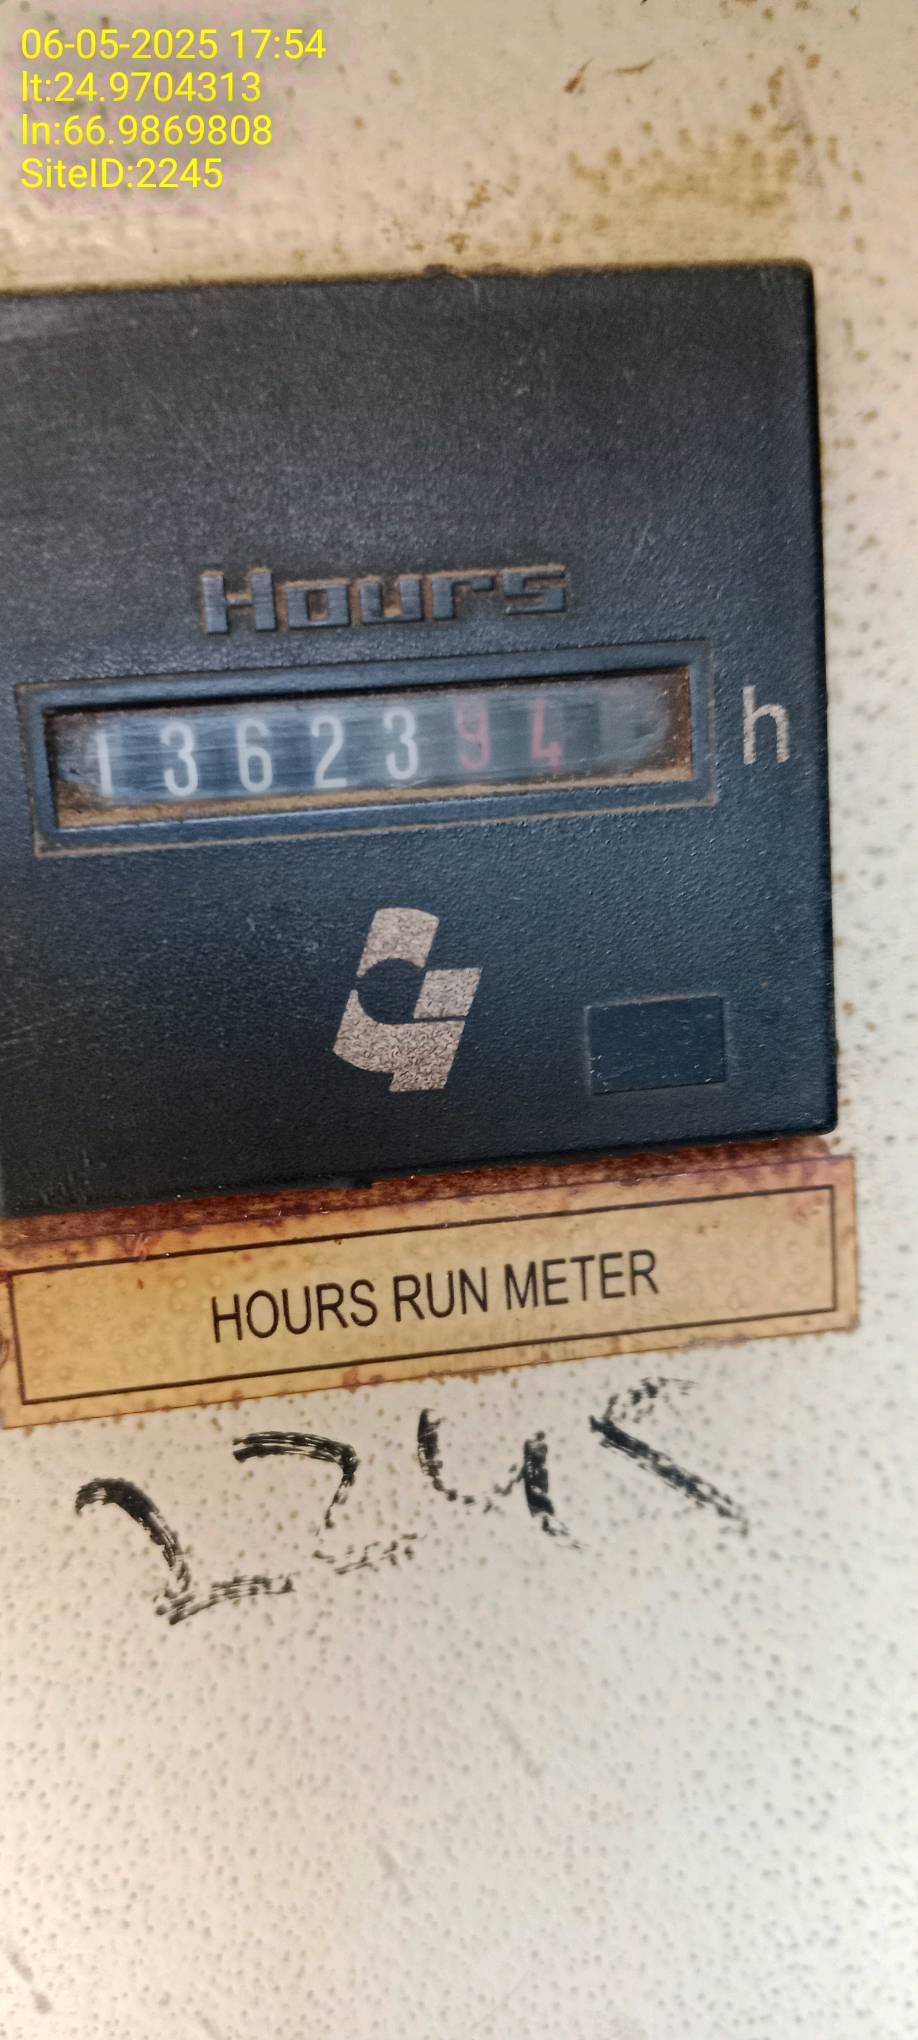 06-05-2025 17:54
lt:24.9704313
ln:66.9869808
SiteID:2245
Hours
1362394
h
HOURS RUN METER
2245